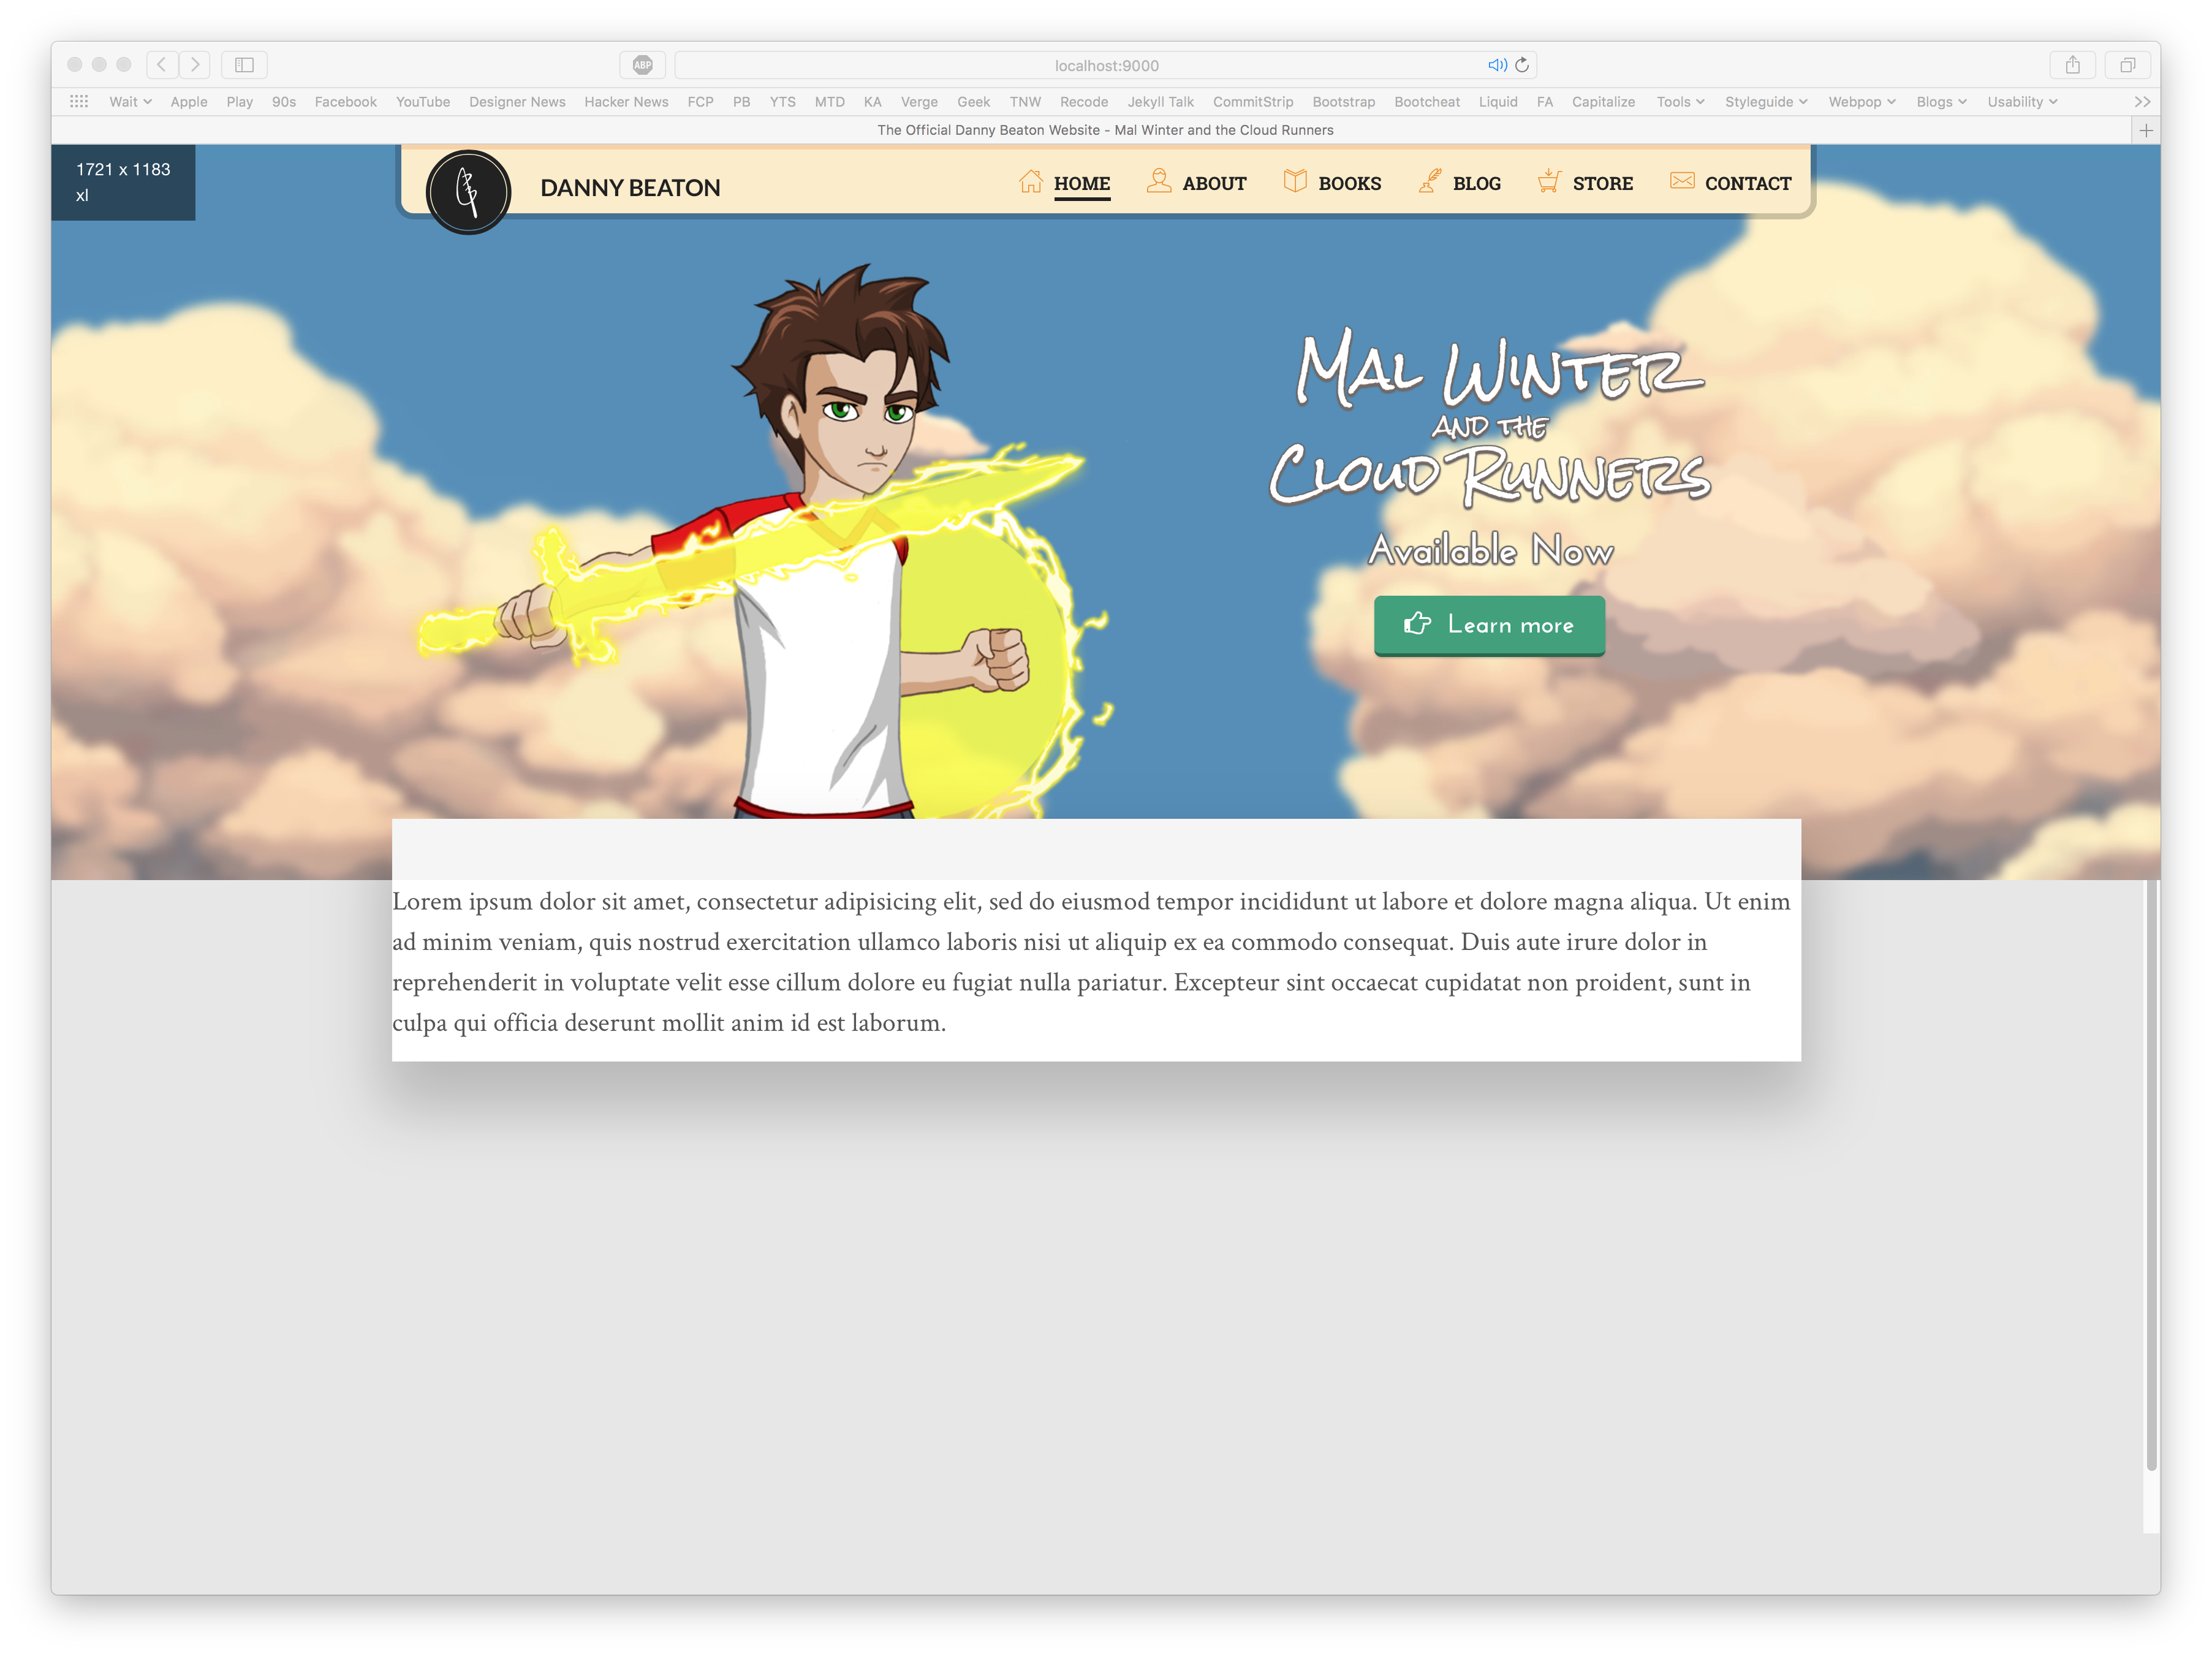 ABP
localhost:9000
Wait Apple Play 90s Facebook YouTube Designer News Hacker News FCP PB YTS MTD KA Verge Geek TNW Recode Jekyll Talk CommitStrip Bootstrap Bootcheat Liquid FA Capitalize Tools Styleguide Webpop Blogs Usability
The Official Danny Beaton Website - Mal Winter and the Cloud Runners
1721 x 1183
xl
DANNY BEATON HOME ABOUT BOOKS BLOG STORE CONTACT
MAL WINTER
AND THE
CLOUD RUNNERS
Available Now
Learn more
Lorem ipsum dolor sit amet, consectetur adipisicing elit, sed do eiusmod tempor incididunt ut labore et dolore magna aliqua. Ut enim
ad minim veniam, quis nostrud exercitation ullamco laboris nisi ut aliquip ex ea commodo consequat. Duis aute irure dolor in
reprehenderit in voluptate velit esse cillum dolore eu fugiat nulla pariatur. Excepteur sint occaecat cupidatat non proident, sunt in
culpa qui officia deserunt mollit anim id est laborum.